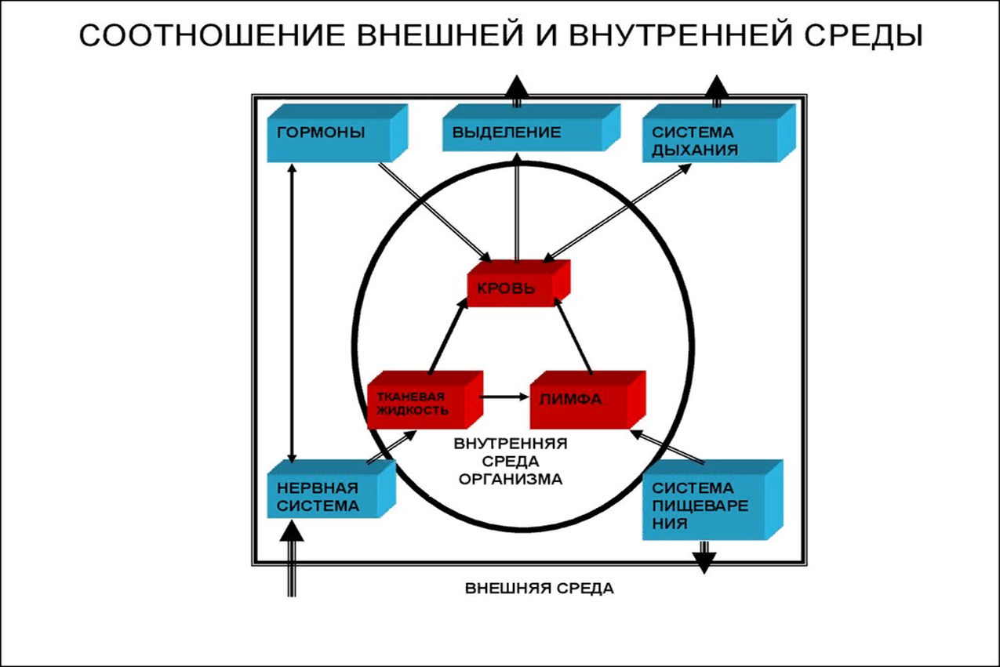 СООТНОШЕНИЕ ВНЕШНЕЙ И ВНУТРЕННЕЙ СРЕДЫ
ГОРМОНЫ
ВЫДЕЛЕНИЕ
СИСТЕМА
ДЫХАНИЯ
КРОВЬ
ТКАНЕВАЯ
ЖИДКОСТЬ
ЛИМФА
ВНУТРЕННЯЯ
СРЕДА
ОРГАНИЗМА
НЕРВНАЯ
СИСТЕМА
СИСТЕМА
ПИЩЕВАРЕ
НИЯ
ВНЕШНЯЯ СРЕДА